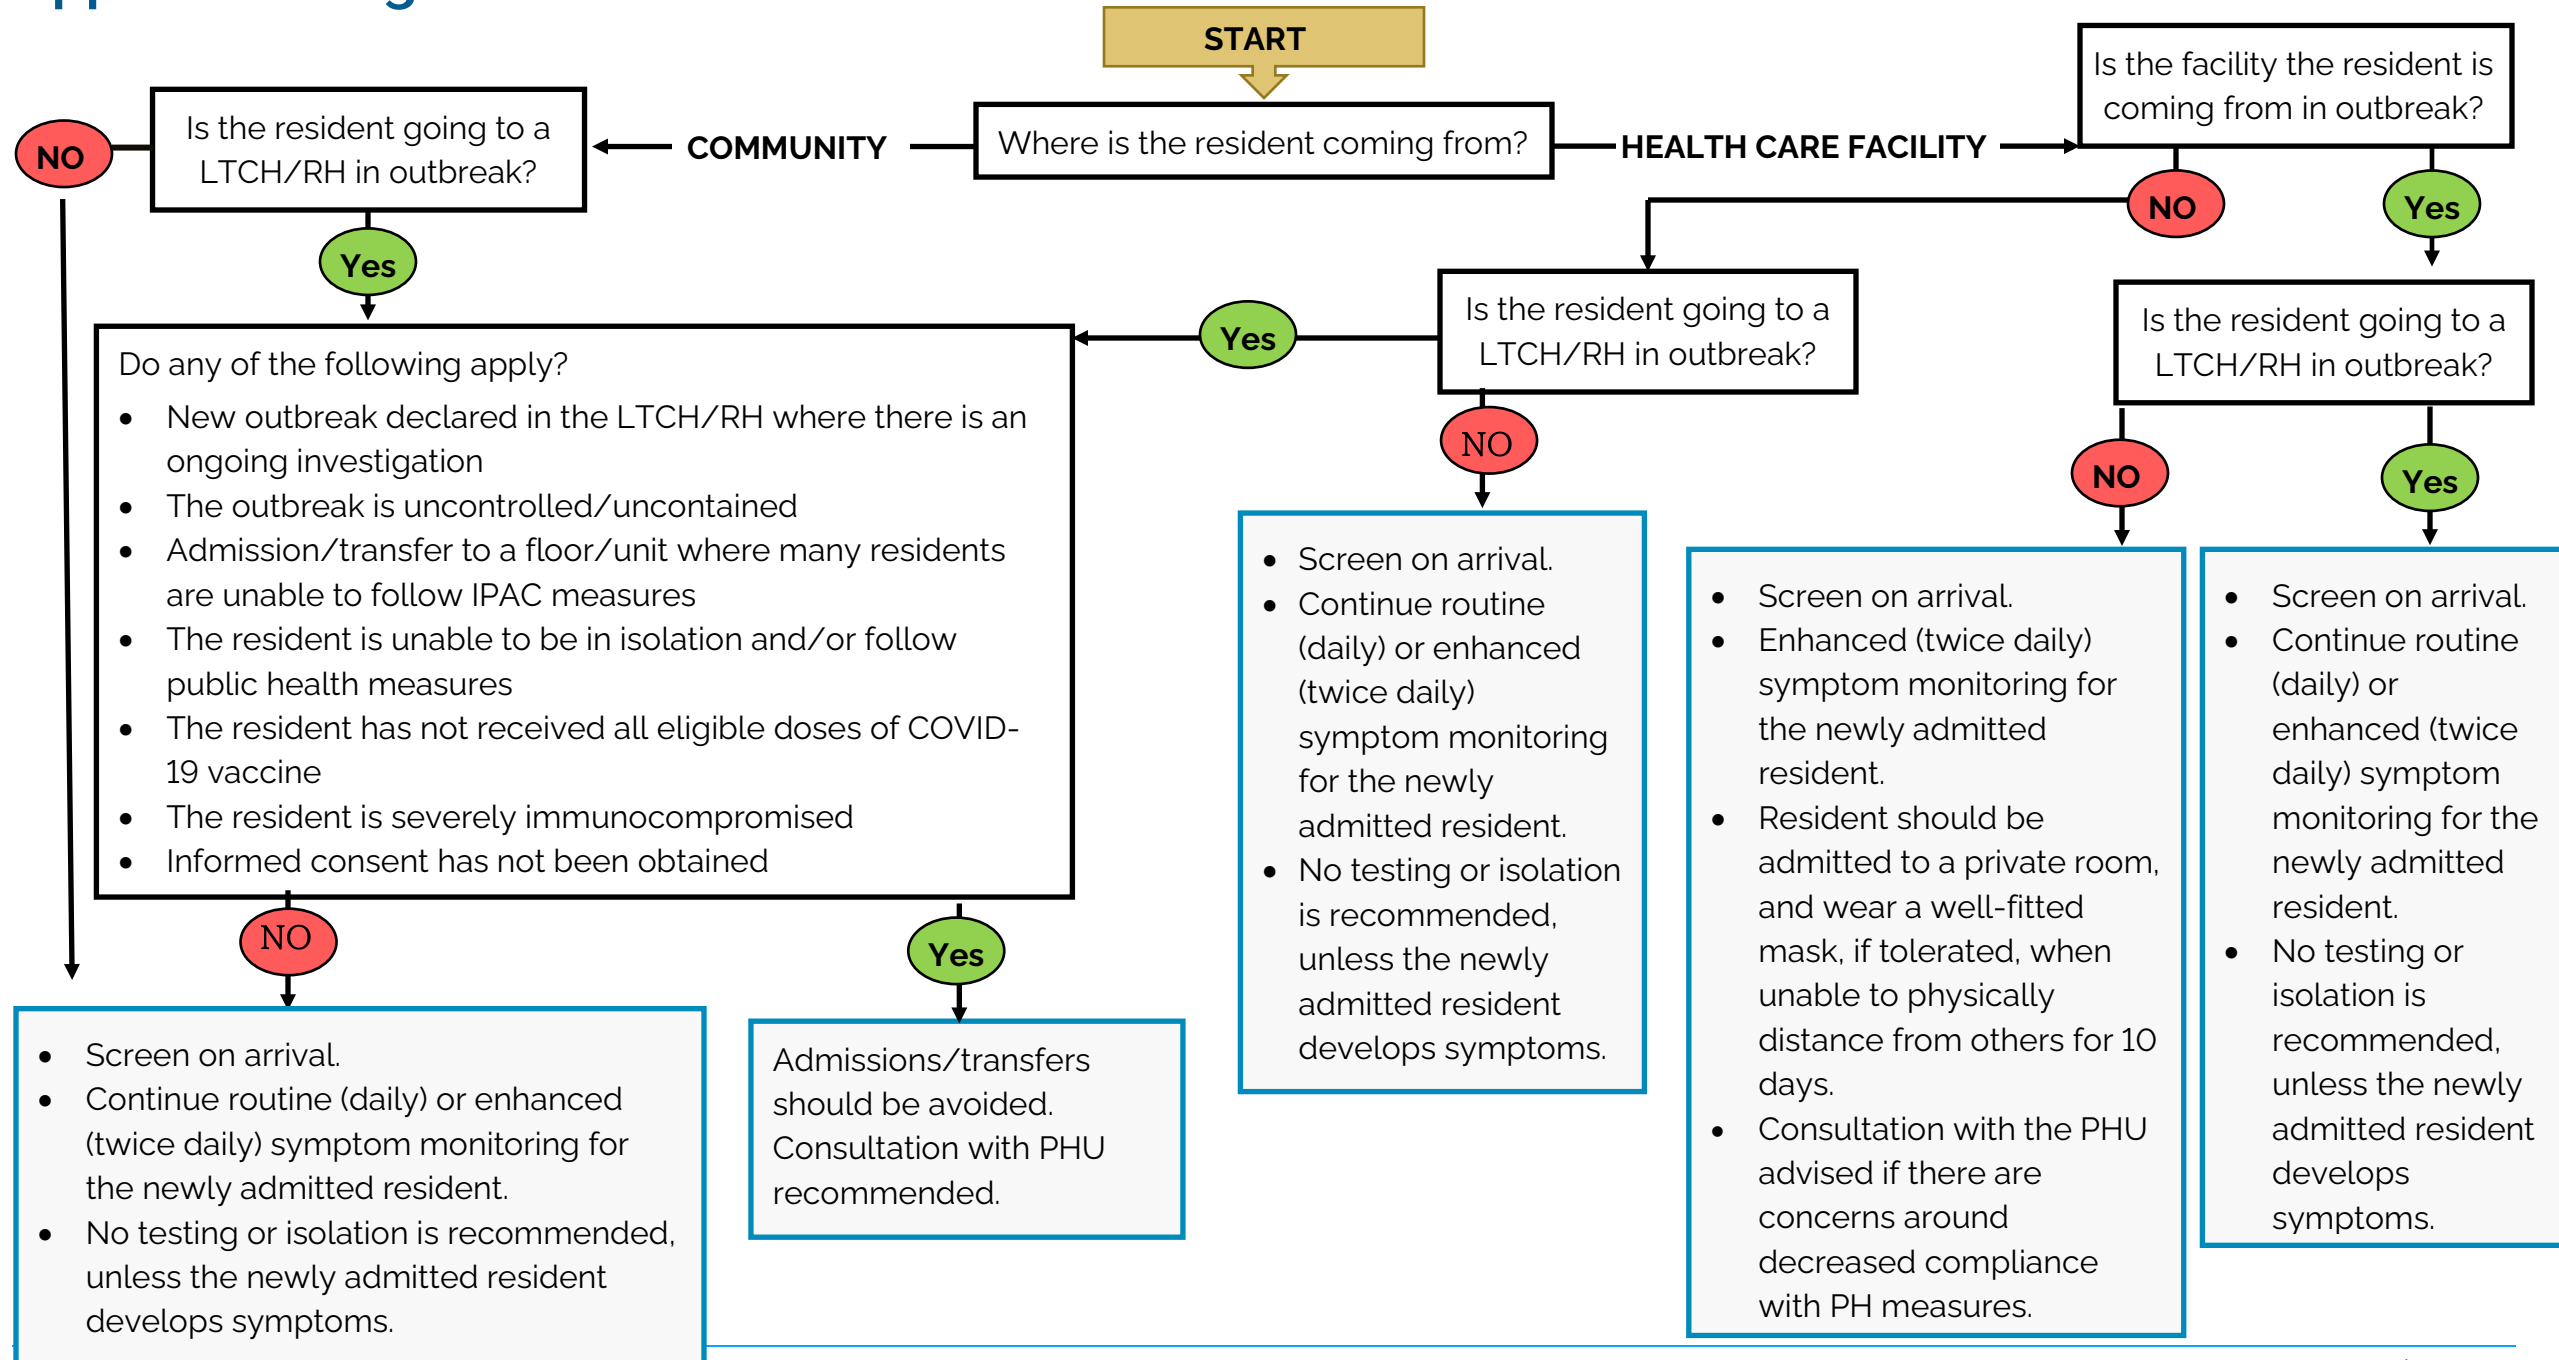 START
Where is the resident coming from?
COMMUNITY
HEALTH CARE FACILITY
Is the resident going to a
LTCH/RH in outbreak?
NO
Yes
Is the facility the resident is
coming from in outbreak?
NO
Yes
Is the resident going to a
LTCH/RH in outbreak?
Yes
NO
Is the resident going to a
LTCH/RH in outbreak?
NO
Yes
Do any of the following apply?
• New outbreak declared in the LTCH/RH where there is an
ongoing investigation
• The outbreak is uncontrolled/uncontained
• Admission/transfer to a floor/unit where many residents
are unable to follow IPAC measures
• The resident is unable to be in isolation and/or follow
public health measures
• The resident has not received all eligible doses of COVID-
19 vaccine
• The resident is severely immunocompromised
• Informed consent has not been obtained
NO
Yes
• Screen on arrival.
• Continue routine (daily) or enhanced
(twice daily) symptom monitoring for
the newly admitted resident.
• No testing or isolation is recommended,
unless the newly admitted resident
develops symptoms.
Admissions/transfers
should be avoided.
Consultation with PHU
recommended.
• Screen on arrival.
• Continue routine
(daily) or enhanced
(twice daily)
symptom monitoring
for the newly
admitted resident.
• No testing or isolation
is recommended,
unless the newly
admitted resident
develops symptoms.
• Screen on arrival.
• Enhanced (twice daily)
symptom monitoring for
the newly admitted
resident.
• Resident should be
admitted to a private room,
and wear a well-fitted
mask, if tolerated, when
unable to physically
distance from others for 10
days.
• Consultation with the PHU
advised if there are
concerns around
decreased compliance
with PH measures.
• Screen on arrival.
• Continue routine
(daily) or
enhanced (twice
daily) symptom
monitoring for the
newly admitted
resident.
• No testing or
isolation is
recommended,
unless the newly
admitted resident
develops
symptoms.